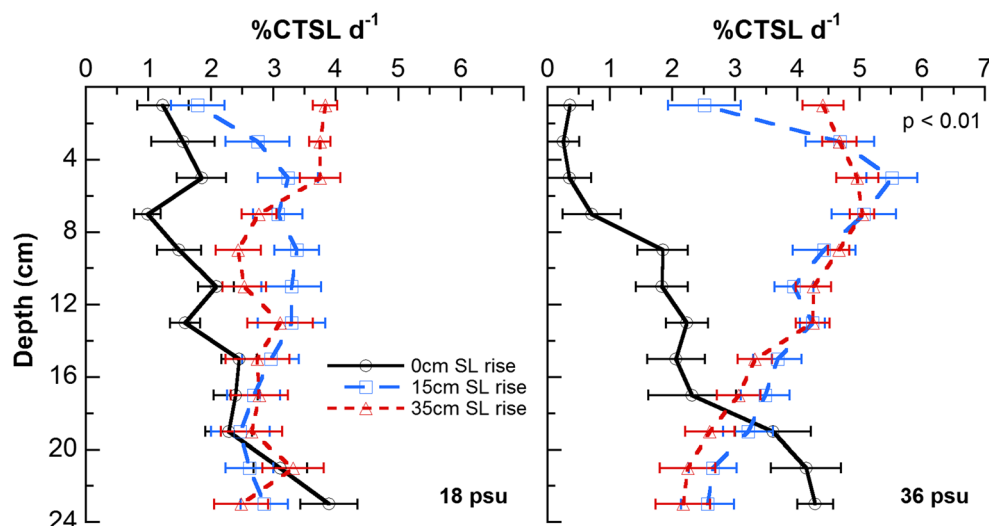 %CTSL d-1
%CTSL d-1
0 1 2 3 4 5 6 7
0 1 2 3 4 5 6 7
p < 0.01
4
8
12
16
20
24
Depth (cm)
0cm SL rise
15cm SL rise
35cm SL rise
18 psu
36 psu